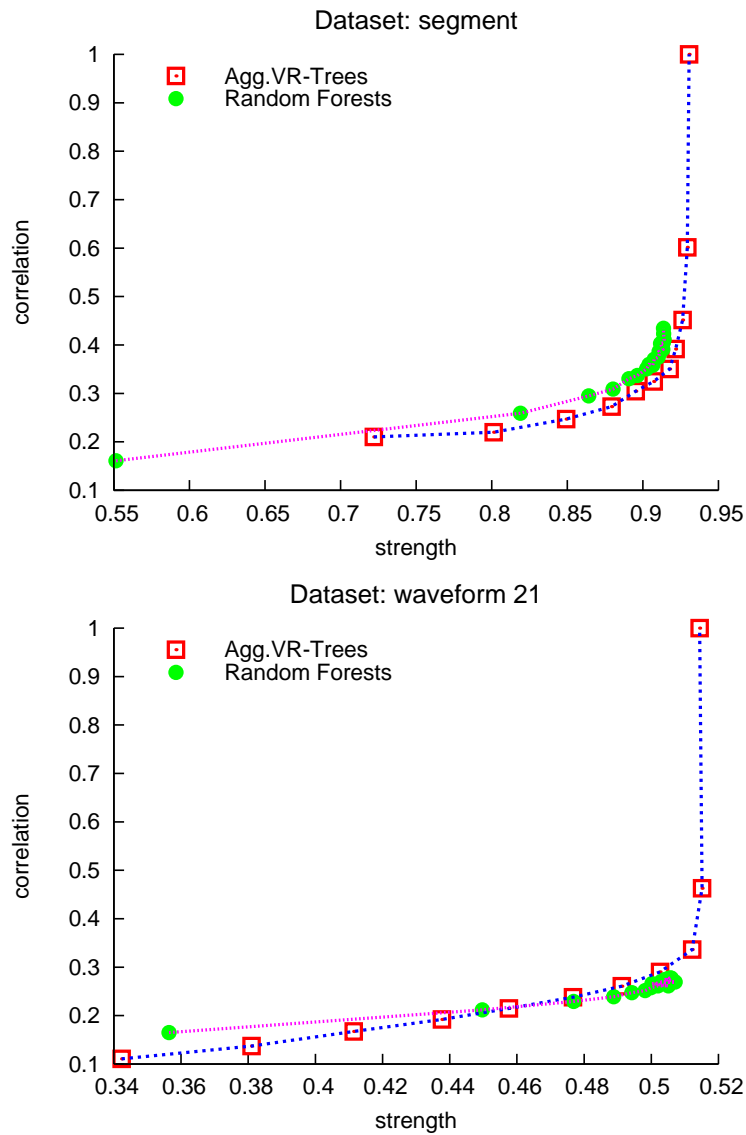 Dataset: segment
Agg.VR-Trees
Random Forests
1
0.9
0.8
0.7
0.6
0.5
0.4
0.3
0.2
0.1
correlation
0.55 0.6 0.65 0.7 0.75 0.8 0.85 0.9 0.95
strength
Dataset: waveform 21
Agg.VR-Trees
Random Forests
1
0.9
0.8
0.7
0.6
0.5
0.4
0.3
0.2
0.1
correlation
0.34 0.36 0.38 0.4 0.42 0.44 0.46 0.48 0.5 0.52
strength